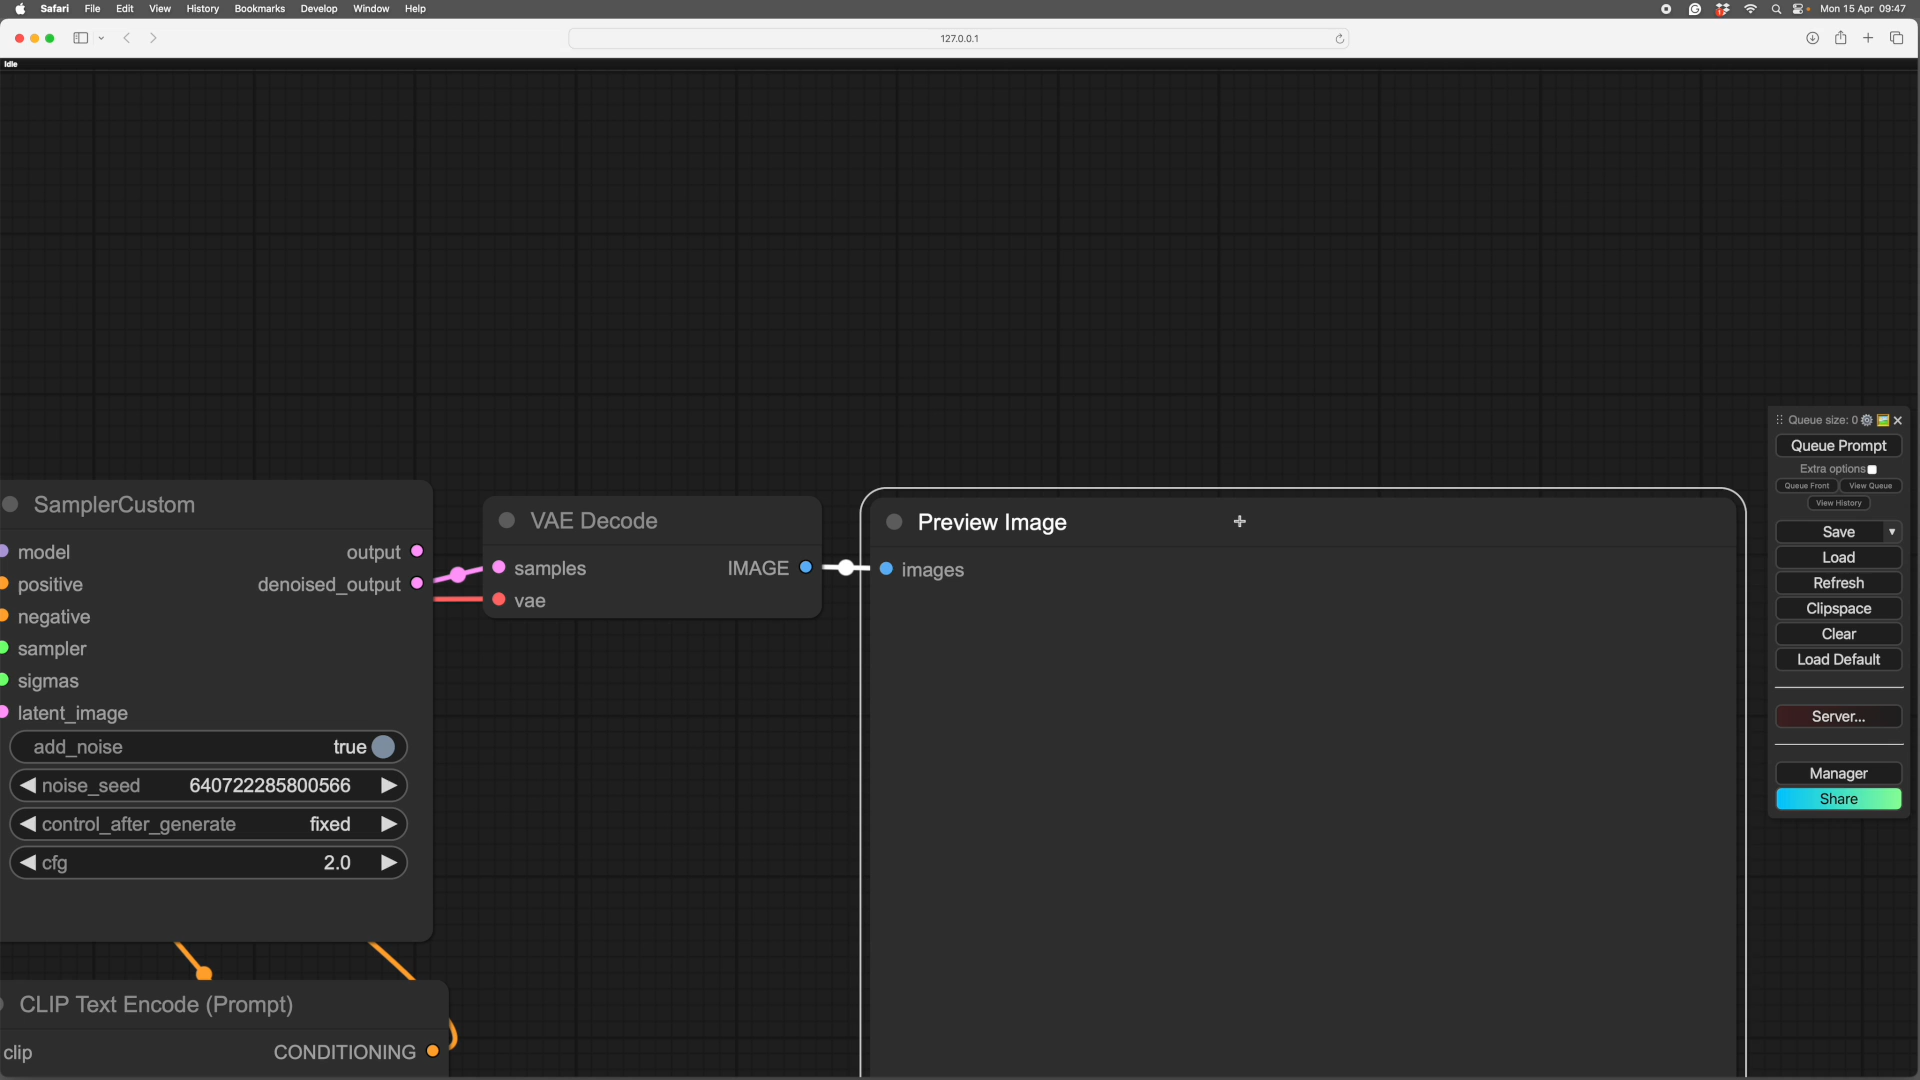 Safari File Edit View History Bookmarks Develop Window Help
Mon 15 Apr 09:47
127.0.0.1
Idle
Queue size: 0
Queue Prompt
Extra options
Queue Front View Queue
View History
Save ▼
Load
Refresh
Clipspace
Clear
Load Default
Server...
Manager
Share
SamplerCustom
model output
positive denoised_output
negative
sampler
sigmas
latent_image
add_noise true
noise_seed 640722285800566
control_after_generate fixed
cfg 2.0
VAE Decode
samples IMAGE
vae
Preview Image
images
CLIP Text Encode (Prompt)
clip CONDITIONING